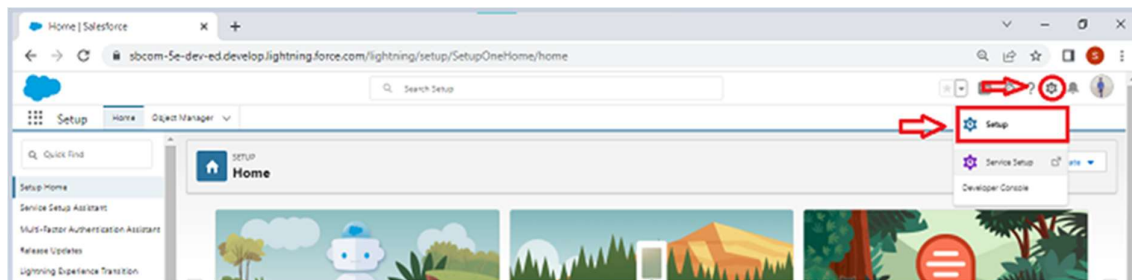 Home | Salesforce
sbcom-5e-dev-ed.develop.lightning.force.com/lightning/setup/SetupOneHome/home
S
Search Setup
?
Setup Home Object Manager
Setup
Quick Find
SETUP
Home
Service Setup
Setup Home
Developer Console
Service Setup Assistant
Multi-Factor Authentication Assistant
Release Updates
Lightning Experience Transition